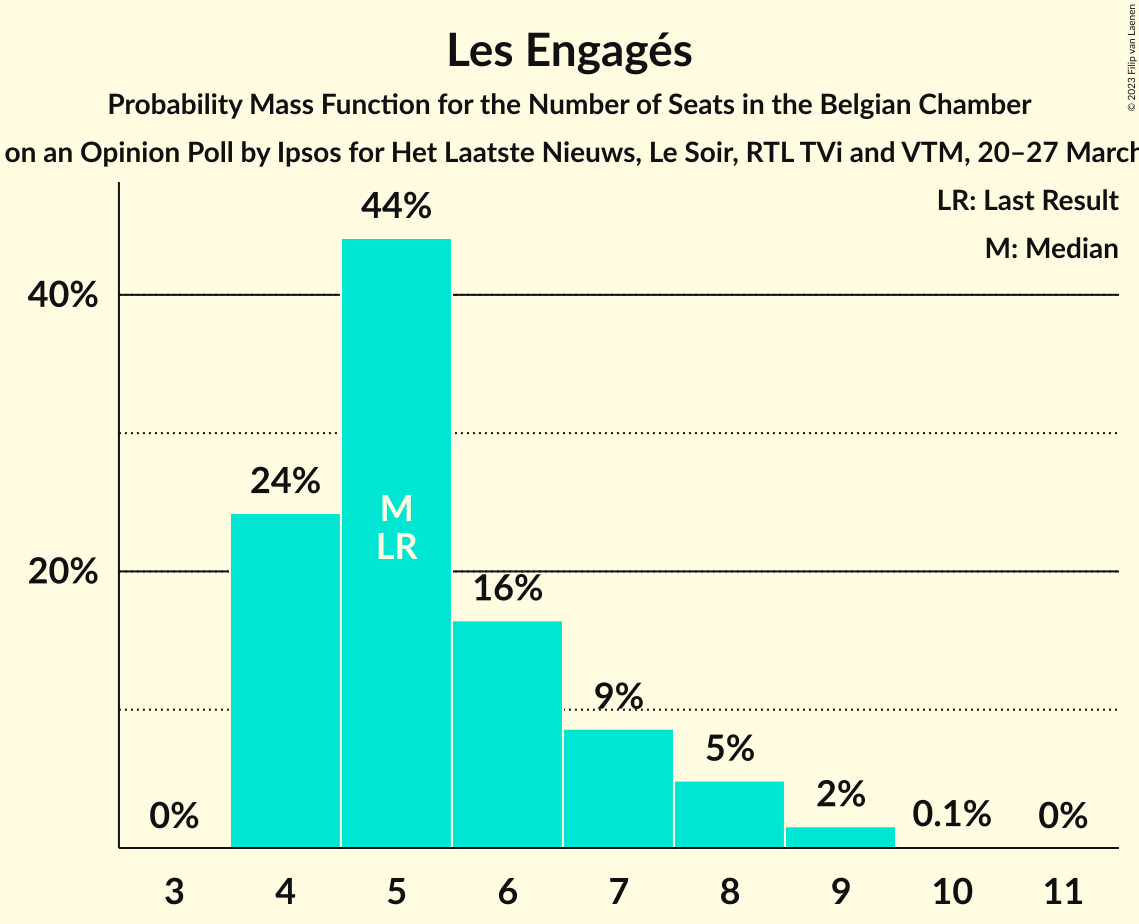 Les Engagés
Probability Mass Function for the Number of Seats in the Belgian Chamber
on an Opinion Poll by Ipsos for Het Laatste Nieuws, Le Soir, RTL TVi and VTM, 20–27 March
© 2023 Filip van Laenen
LR: Last Result
M: Median
44%
40%
24%
M
LR
20%
16%
9%
5%
2%
0%
0.1%
0%
3 4 5 6 7 8 9 10 11